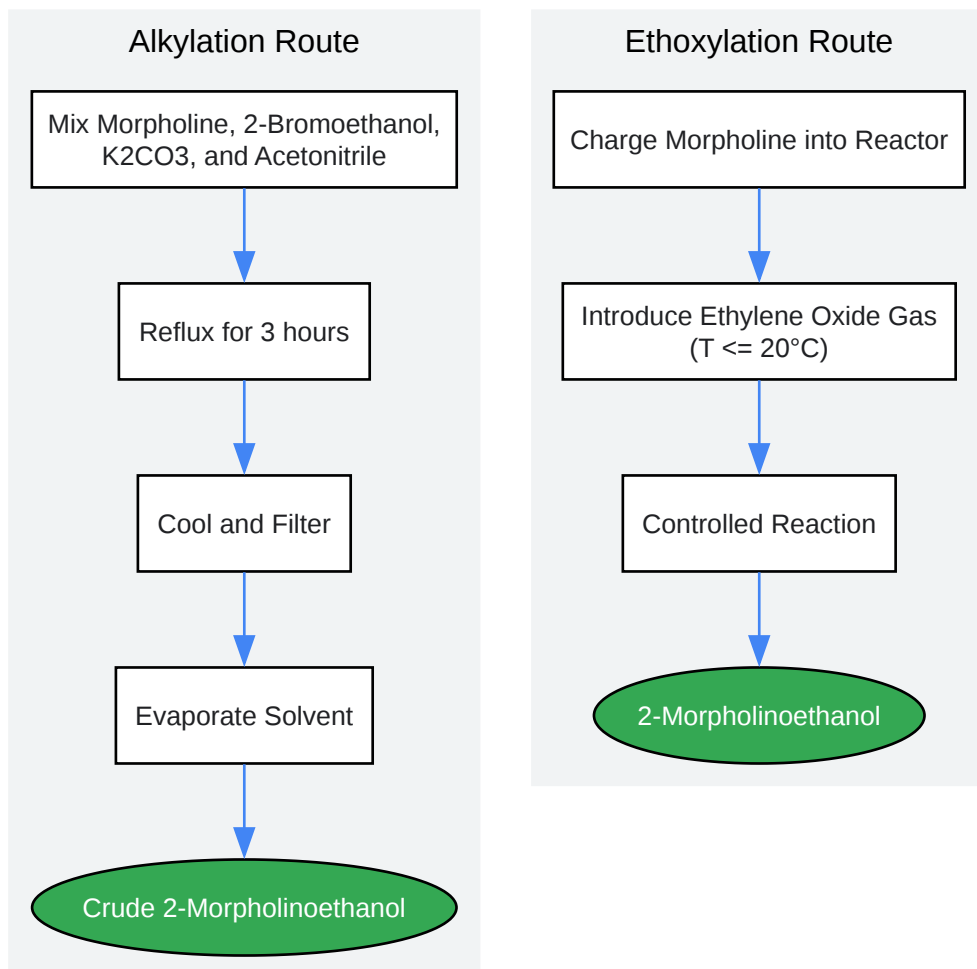 Alkylation Route
Mix Morpholine, 2-Bromoethanol,
K2CO3, and Acetonitrile
Reflux for 3 hours
Cool and Filter
Evaporate Solvent
Crude 2-Morpholinoethanol
Ethoxylation Route
Charge Morpholine into Reactor
Introduce Ethylene Oxide Gas
(T <= 20°C)
Controlled Reaction
2-Morpholinoethanol